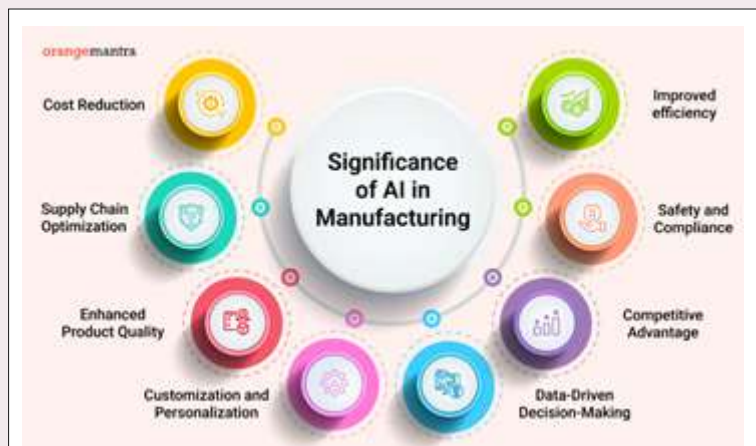 orangemantra
Cost Reduction
Supply Chain
Optimization
Enhanced
Product Quality
Customization and
Personalization
Significance
of AI in
Manufacturing
Improved
efficiency
Safety and
Compliance
Competitive
Advantage
Data-Driven
Decision-Making